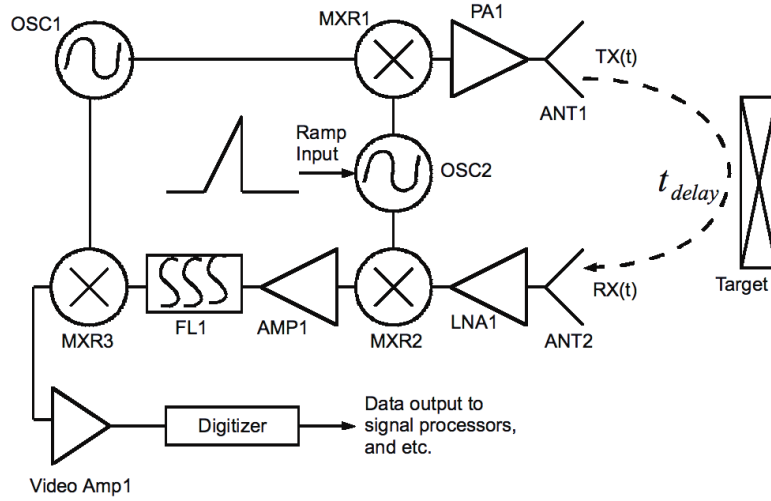 OSC1
MXR1
PA1
TX(t)
ANT1
Ramp
Input
OSC2
t delay
RX(t)
Target
MXR3
FL1
AMP1
MXR2
LNA1
ANT2
Digitizer
Data output to
signal processors,
and etc.
Video Amp1